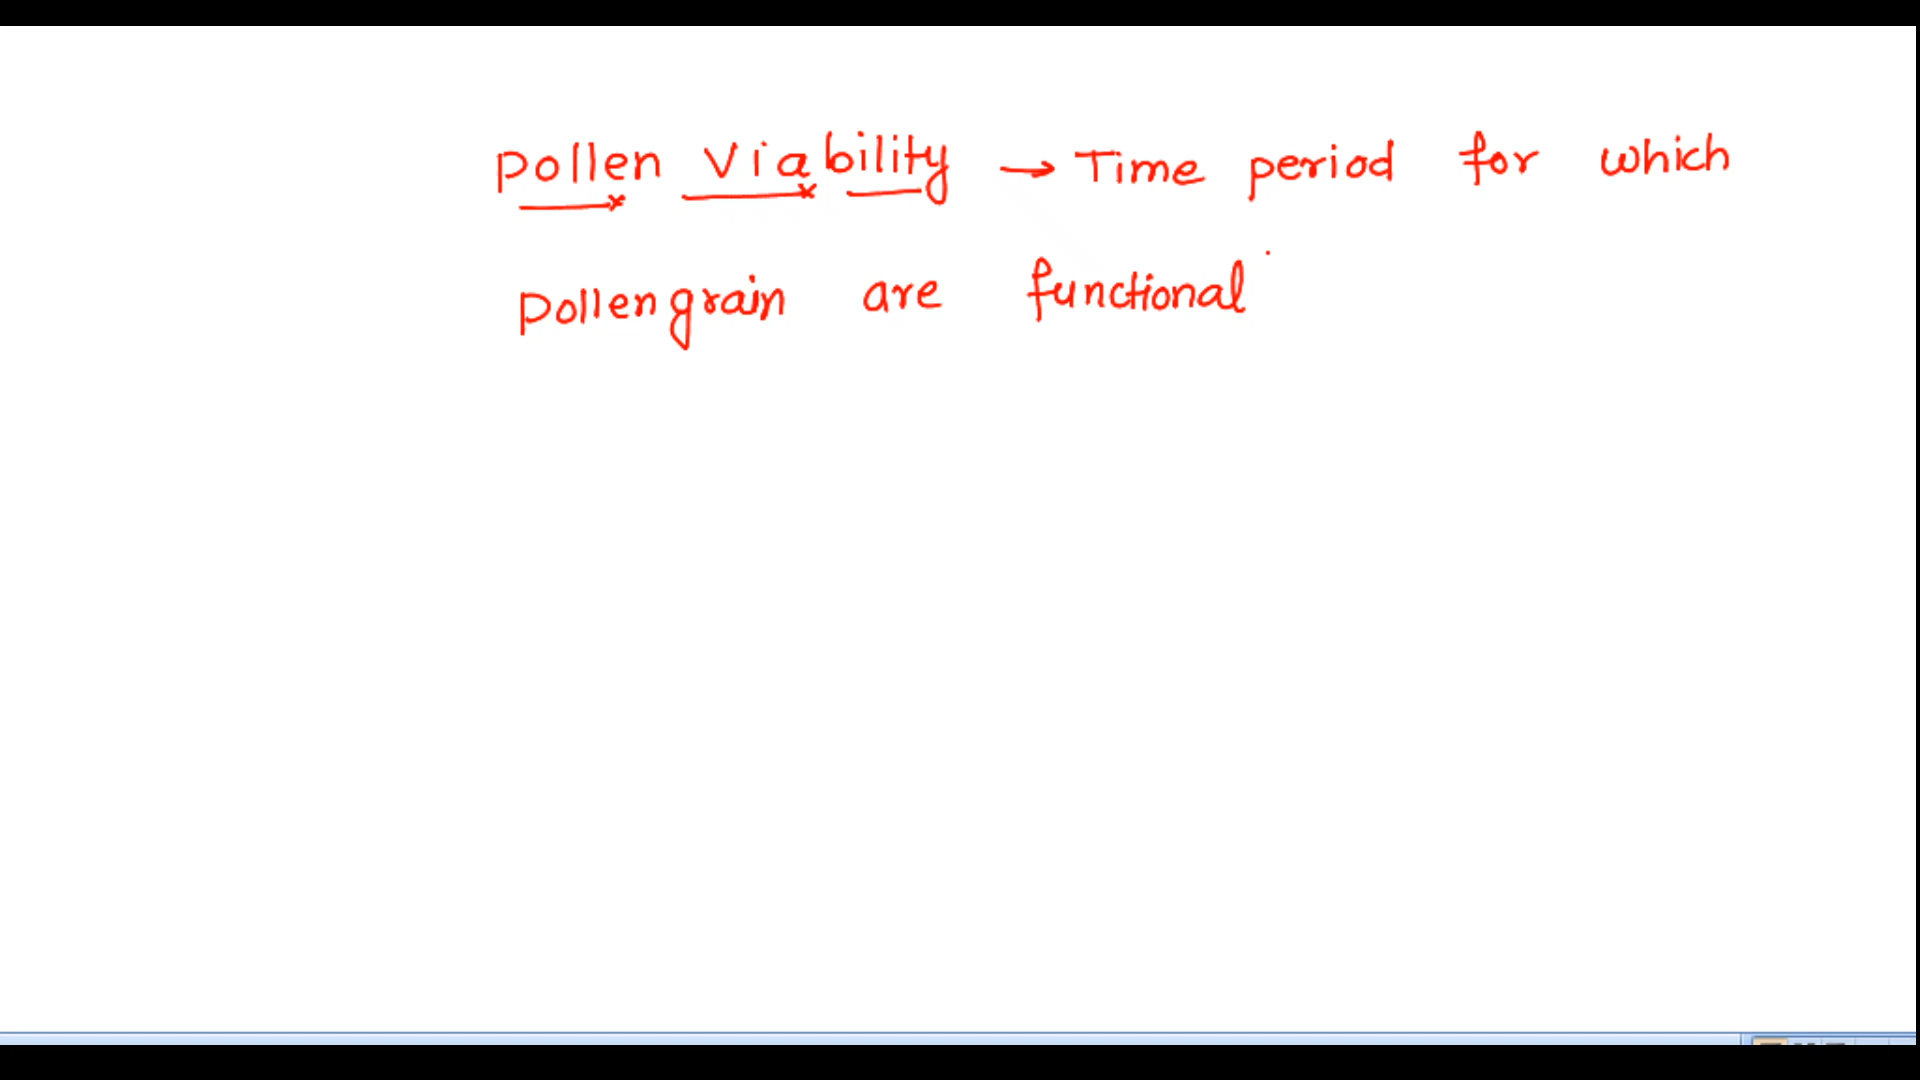 Pollen Viability → Time period for which
pollengrain are functional